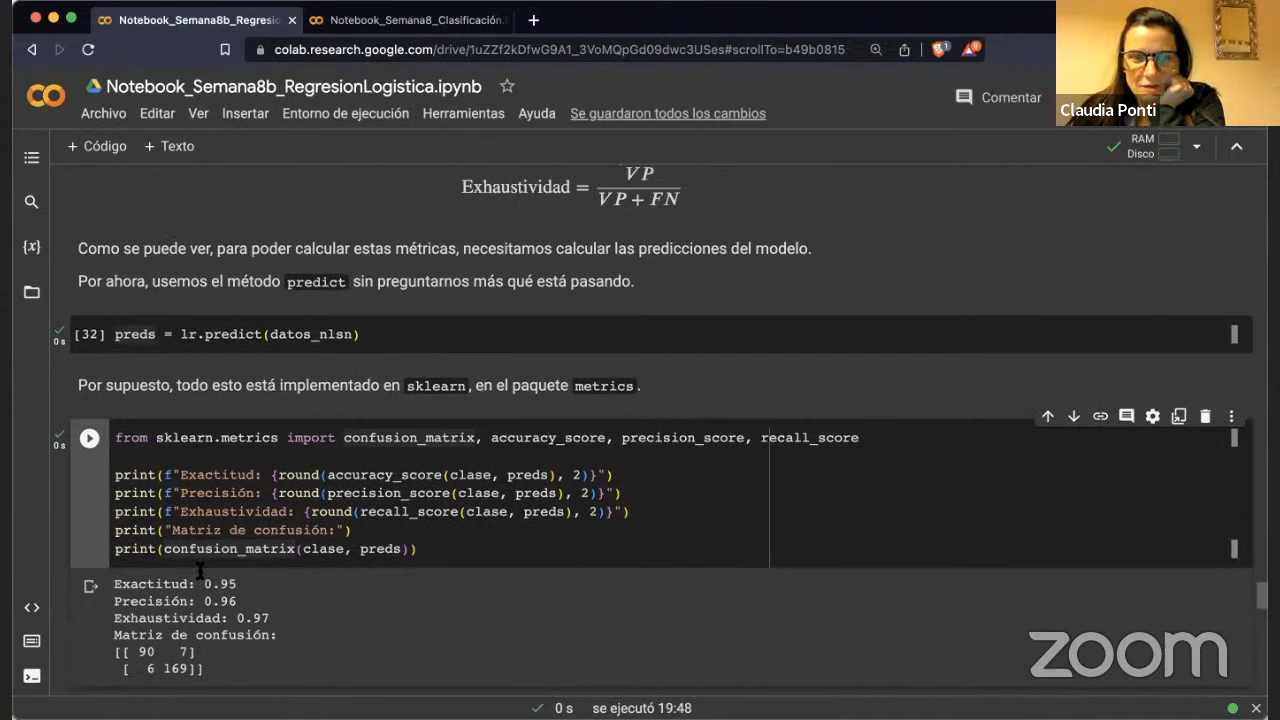 Notebook_Semana8b_Regresio
Notebook_Semana8_Clasificación.
colab.research.google.com/drive/1uZZf2kDfwG9A1_3VoMQpGd09dwc3USes#scrollTo=b49b0815
1
9
Notebook_Semana8b_RegresionLogistica.ipynb
Archivo Editar Ver Insertar Entorno de ejecución Herramientas Ayuda Se guardaron todos los cambios
Comentar
Claudia Ponti
+ Código + Texto
RAM
Disco
Exhaustividad = VP
VP + FN
Como se puede ver, para poder calcular estas métricas, necesitamos calcular las predicciones del modelo.
Por ahora, usemos el método predict sin preguntarnos más qué está pasando.
0 s
[32] preds = lr.predict(datos_nlsn)
Por supuesto, todo esto está implementado en sklearn, en el paquete metrics.
0 s
from sklearn.metrics import confusion_matrix, accuracy_score, precision_score, recall_score
print(f"Exactitud: {round(accuracy_score(clase, preds), 2)}")
print(f"Precisión: {round(precision_score(clase, preds), 2)}")
print(f"Exhaustividad: {round(recall_score(clase, preds), 2)}")
print("Matriz de confusión:")
print(confusion_matrix(clase, preds))
Exactitud: 0.95
Precisión: 0.96
Exhaustividad: 0.97
Matriz de confusión:
[[ 90 7]
[ 6 169]]
zoom
0 s se ejecutó 19:48